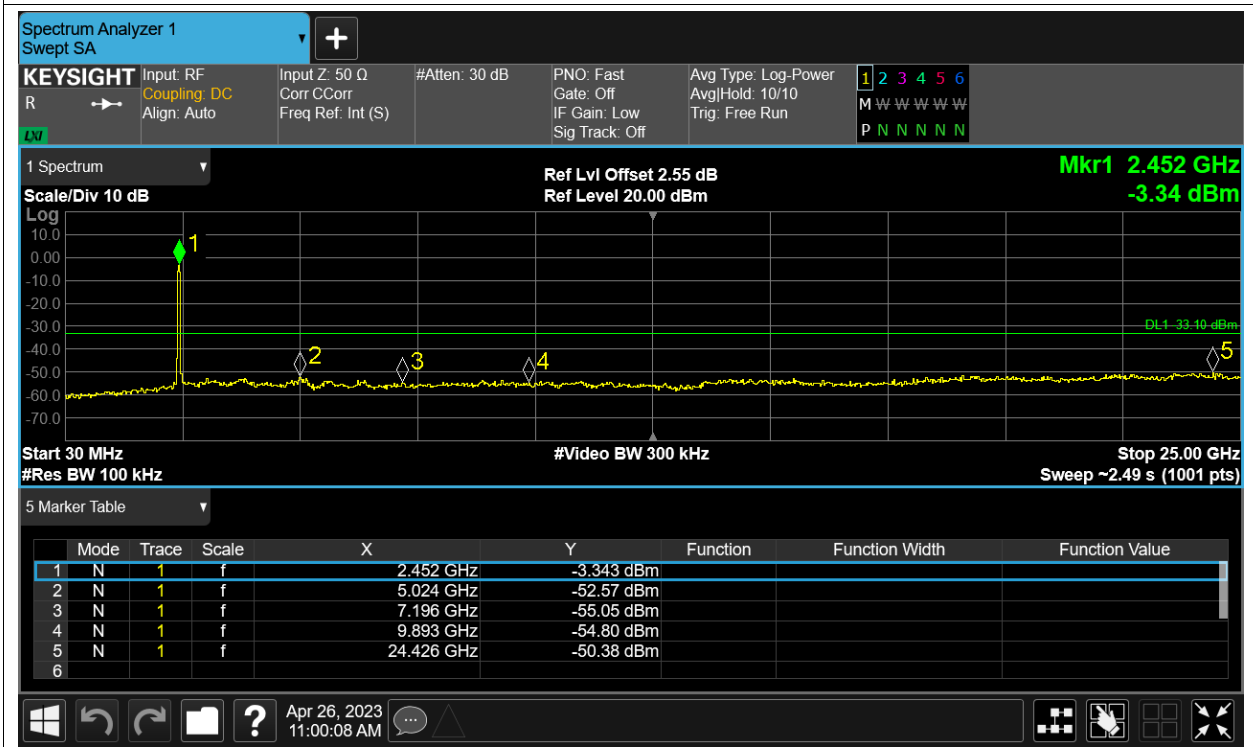 Spectrum Analyzer 1
Swept SA
KEYSIGHT Input: RF Input Z: 50 Ω #Atten: 30 dB PNO: Fast Avg Type: Log-Power 1 2 3 4 5 6
R Coupling: DC Corr CCorr Gate: Off Avg|Hold: 10/10 M W W W W W
Align: Auto Freq Ref: Int (S) IF Gain: Low Trig: Free Run
LXI Sig Track: Off P N N N N N
1 Spectrum Ref Lvl Offset 2.55 dB Mkr1 2.452 GHz
Scale/Div 10 dB Ref Level 20.00 dBm -3.34 dBm
Log
10.0
1
0.00
-10.0
-20.0
-30.0 DL1 -33.10 dBm
-40.0
2 3 4 5
-50.0
-60.0
-70.0
Start 30 MHz #Video BW 300 kHz Stop 25.00 GHz
#Res BW 100 kHz Sweep ~2.49 s (1001 pts)
5 Marker Table
Mode Trace Scale X Y Function Function Width Function Value
1 N 1 f 2.452 GHz -3.343 dBm
2 N 1 f 5.024 GHz -52.57 dBm
3 N 1 f 7.196 GHz -55.05 dBm
4 N 1 f 9.893 GHz -54.80 dBm
5 N 1 f 24.426 GHz -50.38 dBm
6
? Apr 26, 2023
11:00:08 AM